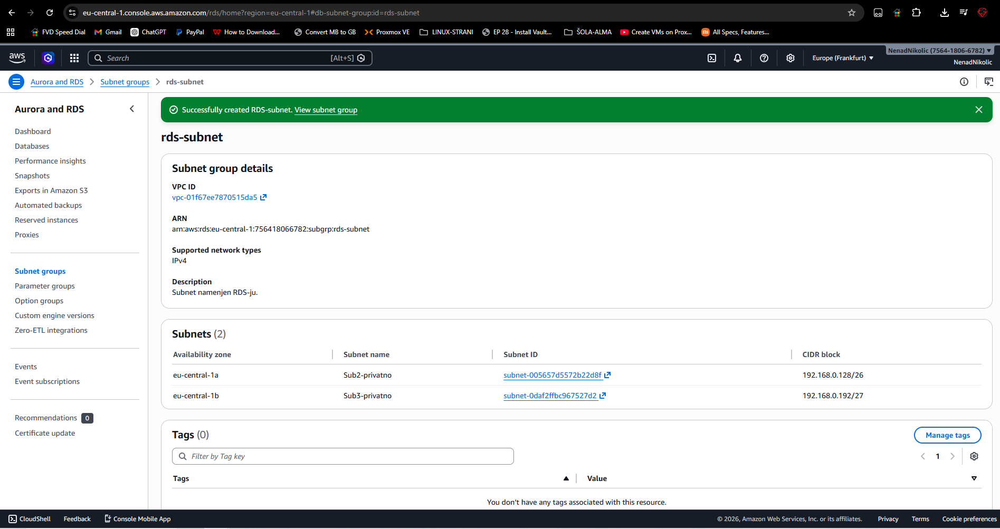 eu-central-1.console.aws.amazon.com/rds/home?region=eu-central-1#db-subnet-group:id=rds-subnet
FVD Speed Dial
Gmail
ChatGPT
PayPal
How to Download...
Convert MB to GB
Proxmox VE
LINUX-STRANI
EP 28 - Install Vault...
ŠOLA-ALMA
Create VMs on Prox...
All Specs, Features...
aws
Search
[Alt+S]
Europe (Frankfurt)
NenadNikolic (7564-1806-6782)
NenadNikolic
Aurora and RDS
Subnet groups
rds-subnet
Aurora and RDS
Dashboard
Databases
Performance insights
Snapshots
Exports in Amazon S3
Automated backups
Reserved instances
Proxies
Subnet groups
Parameter groups
Option groups
Custom engine versions
Zero-ETL integrations
Events
Event subscriptions
Recommendations 0
Certificate update
Successfully created RDS-subnet. View subnet group
rds-subnet
Subnet group details
VPC ID
vpc-01f67ee7870515da5
ARN
arn:aws:rds:eu-central-1:756418066782:subgrp:rds-subnet
Supported network types
IPv4
Description
Subnet namenjen RDS-ju.
Subnets (2)
Availability zone Subnet name Subnet ID CIDR block
eu-central-1a Sub2-privatno subnet-005657d5572b22d8f 192.168.0.128/26
eu-central-1b Sub3-privatno subnet-0daf2ffbc967527d2 192.168.0.192/27
Tags (0)
Manage tags
Filter by Tag key
1
Tags Value
You don't have any tags associated with this resource.
CloudShell Feedback Console Mobile App © 2026, Amazon Web Services, Inc. or its affiliates. Privacy Terms Cookie preferences